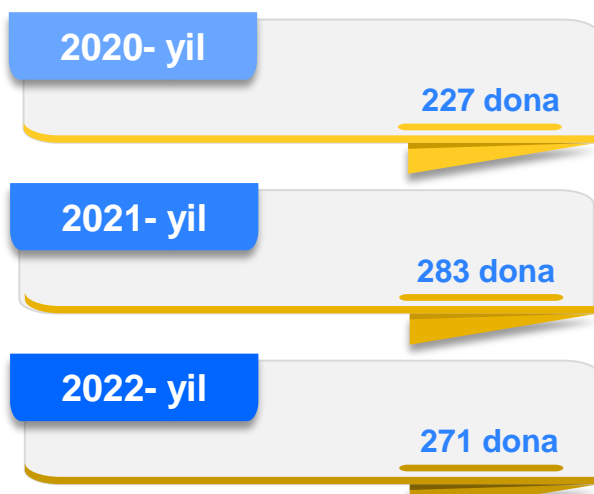 2020- yil
227 dona
2021- yil
283 dona
2022- yil
271 dona